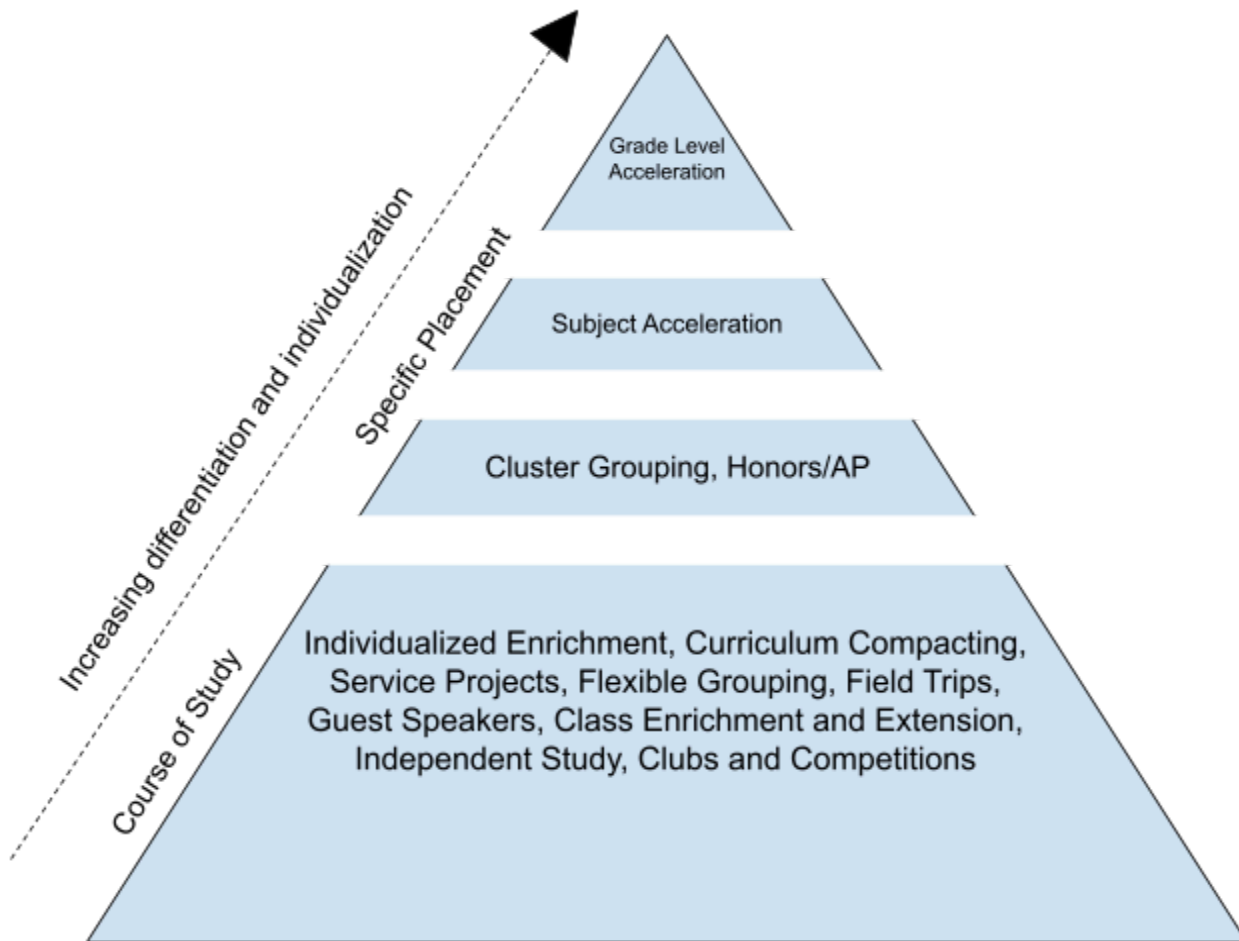 Grade Level
Acceleration
Increasing differentiation and individualization
Specific Placement
Subject Acceleration
Cluster Grouping, Honors/AP
Course of Study
Individualized Enrichment, Curriculum Compacting,
Service Projects, Flexible Grouping, Field Trips,
Guest Speakers, Class Enrichment and Extension,
Independent Study, Clubs and Competitions